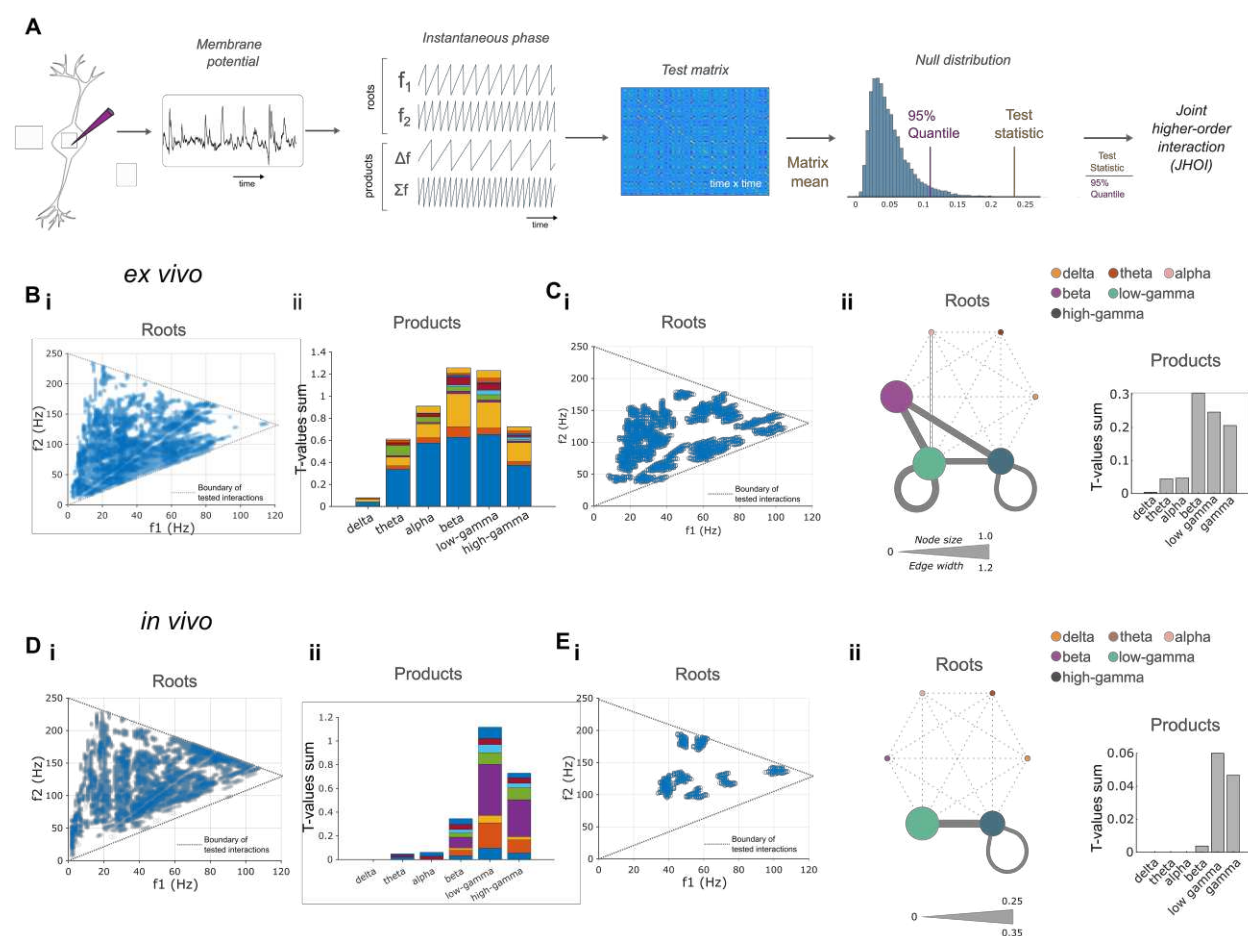 A
Membrane
potential
time
Instantaneous phase
roots
f1
f2
products
Δf
Σf
time
Test matrix
time x time
Matrix
mean
Null distribution
95%
Quantile
Test
statistic
0 0.05 0.1 0.15 0.2 0.25
Test
Statistic
95%
Quantile
Joint
higher-order
interaction
(JHOI)
ex vivo
B i
Roots
f2 (Hz)
250
200
150
100
50
0
0 20 40 60 80 100 120
f1 (Hz)
Boundary of
tested interactions
ii
Products
T-values sum
1.4
1.2
1
0.8
0.6
0.4
0.2
0
delta
theta
alpha
beta
low-gamma
high-gamma
C i
Roots
f2 (Hz)
250
200
150
100
50
0
0 20 40 60 80 100 120
f1 (Hz)
Boundary of
tested interactions
ii
Roots
0 Node size 1.0
Edge width 1.2
delta theta alpha
beta low-gamma
high-gamma
Products
T-values sum
0.3
0.2
0.1
0
delta
theta
alpha
beta
low gamma
gamma
in vivo
D i
Roots
f2 (Hz)
250
200
150
100
50
0
0 20 40 60 80 100 120
f1 (Hz)
Boundary of
tested interactions
ii
Products
T-values sum
1.2
1
0.8
0.6
0.4
0.2
0
delta
theta
alpha
beta
low-gamma
high-gamma
E i
Roots
f2 (Hz)
250
200
150
100
50
0
0 20 40 60 80 100 120
f1 (Hz)
Boundary of
tested interactions
ii
Roots
0.25
0
0.35
delta theta alpha
beta low-gamma
high-gamma
Products
T-values sum
0.06
0.04
0.02
0
delta
theta
alpha
beta
low gamma
gamma